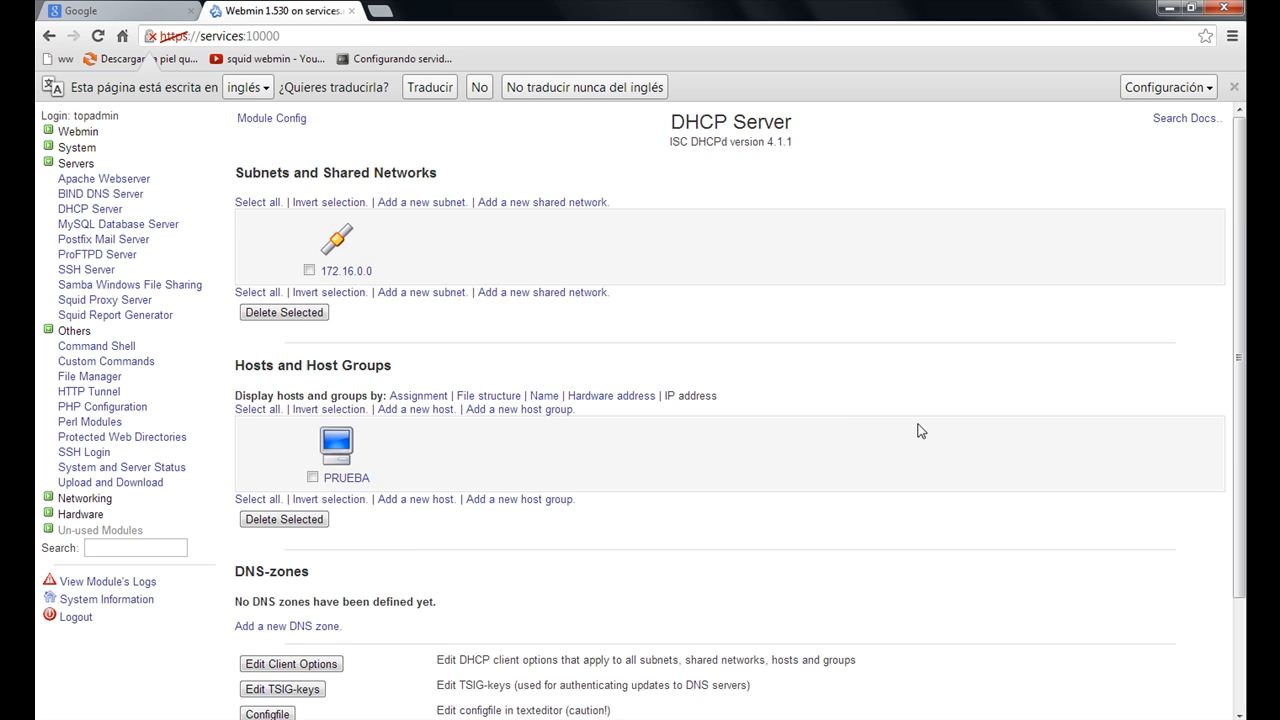 Google
Webmin 1.530 on services.
https://services:10000
ww
Descargar a piel qu...
squid webmin - You...
Configurando servid...
Esta página está escrita en inglés ¿Quieres traducirla? Traducir No No traducir nunca del inglés Configuración
Login: topadmin
Webmin
System
Servers
Apache Webserver
BIND DNS Server
DHCP Server
MySQL Database Server
Postfix Mail Server
ProFTPD Server
SSH Server
Samba Windows File Sharing
Squid Proxy Server
Squid Report Generator
Others
Command Shell
Custom Commands
File Manager
HTTP Tunnel
PHP Configuration
Perl Modules
Protected Web Directories
SSH Login
System and Server Status
Upload and Download
Networking
Hardware
Un-used Modules
Search:
View Module's Logs
System Information
Logout
Module Config
DHCP Server
Search Docs..
ISC DHCPd version 4.1.1
Subnets and Shared Networks
Select all. | Invert selection. | Add a new subnet. | Add a new shared network.
172.16.0.0
Select all. | Invert selection. | Add a new subnet. | Add a new shared network.
Delete Selected
Hosts and Host Groups
Display hosts and groups by: Assignment | File structure | Name | Hardware address | IP address
Select all. | Invert selection. | Add a new host. | Add a new host group.
PRUEBA
Select all. | Invert selection. | Add a new host. | Add a new host group.
Delete Selected
DNS-zones
No DNS zones have been defined yet.
Add a new DNS zone.
Edit Client Options Edit DHCP client options that apply to all subnets, shared networks, hosts and groups
Edit TSIG-keys Edit TSIG-keys (used for authenticating updates to DNS servers)
Configfile Edit configfile in texteditor (caution!)